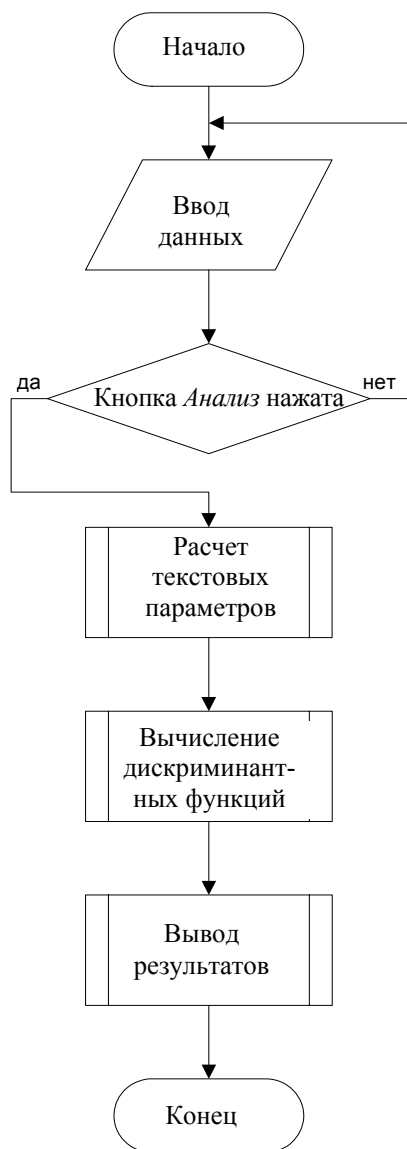 Начало
Ввод
данных
да
Кнопка Анализ нажата
нет
Расчет
текстовых
параметров
Вычисление
дискриминант-
ных функций
Вывод
результатов
Конец